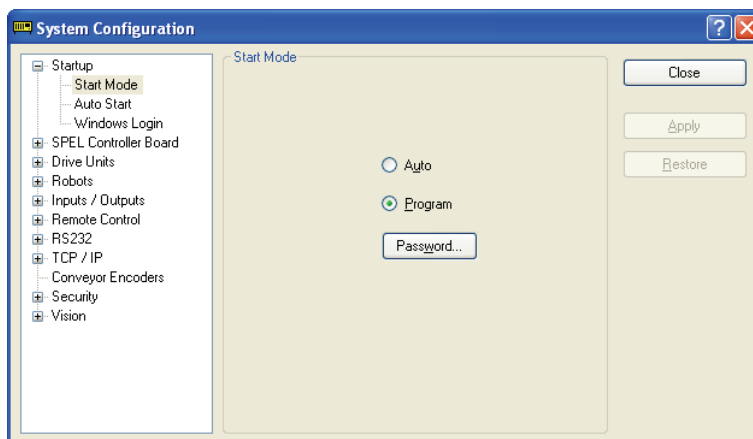 System Configuration
Startup
Start Mode
Auto Start
Windows Login
SPEL Controller Board
Drive Units
Robots
Inputs / Outputs
Remote Control
RS232
TCP / IP
Conveyor Encoders
Security
Vision
Start Mode
Auto
Program
Password...
Close
Apply
Restore